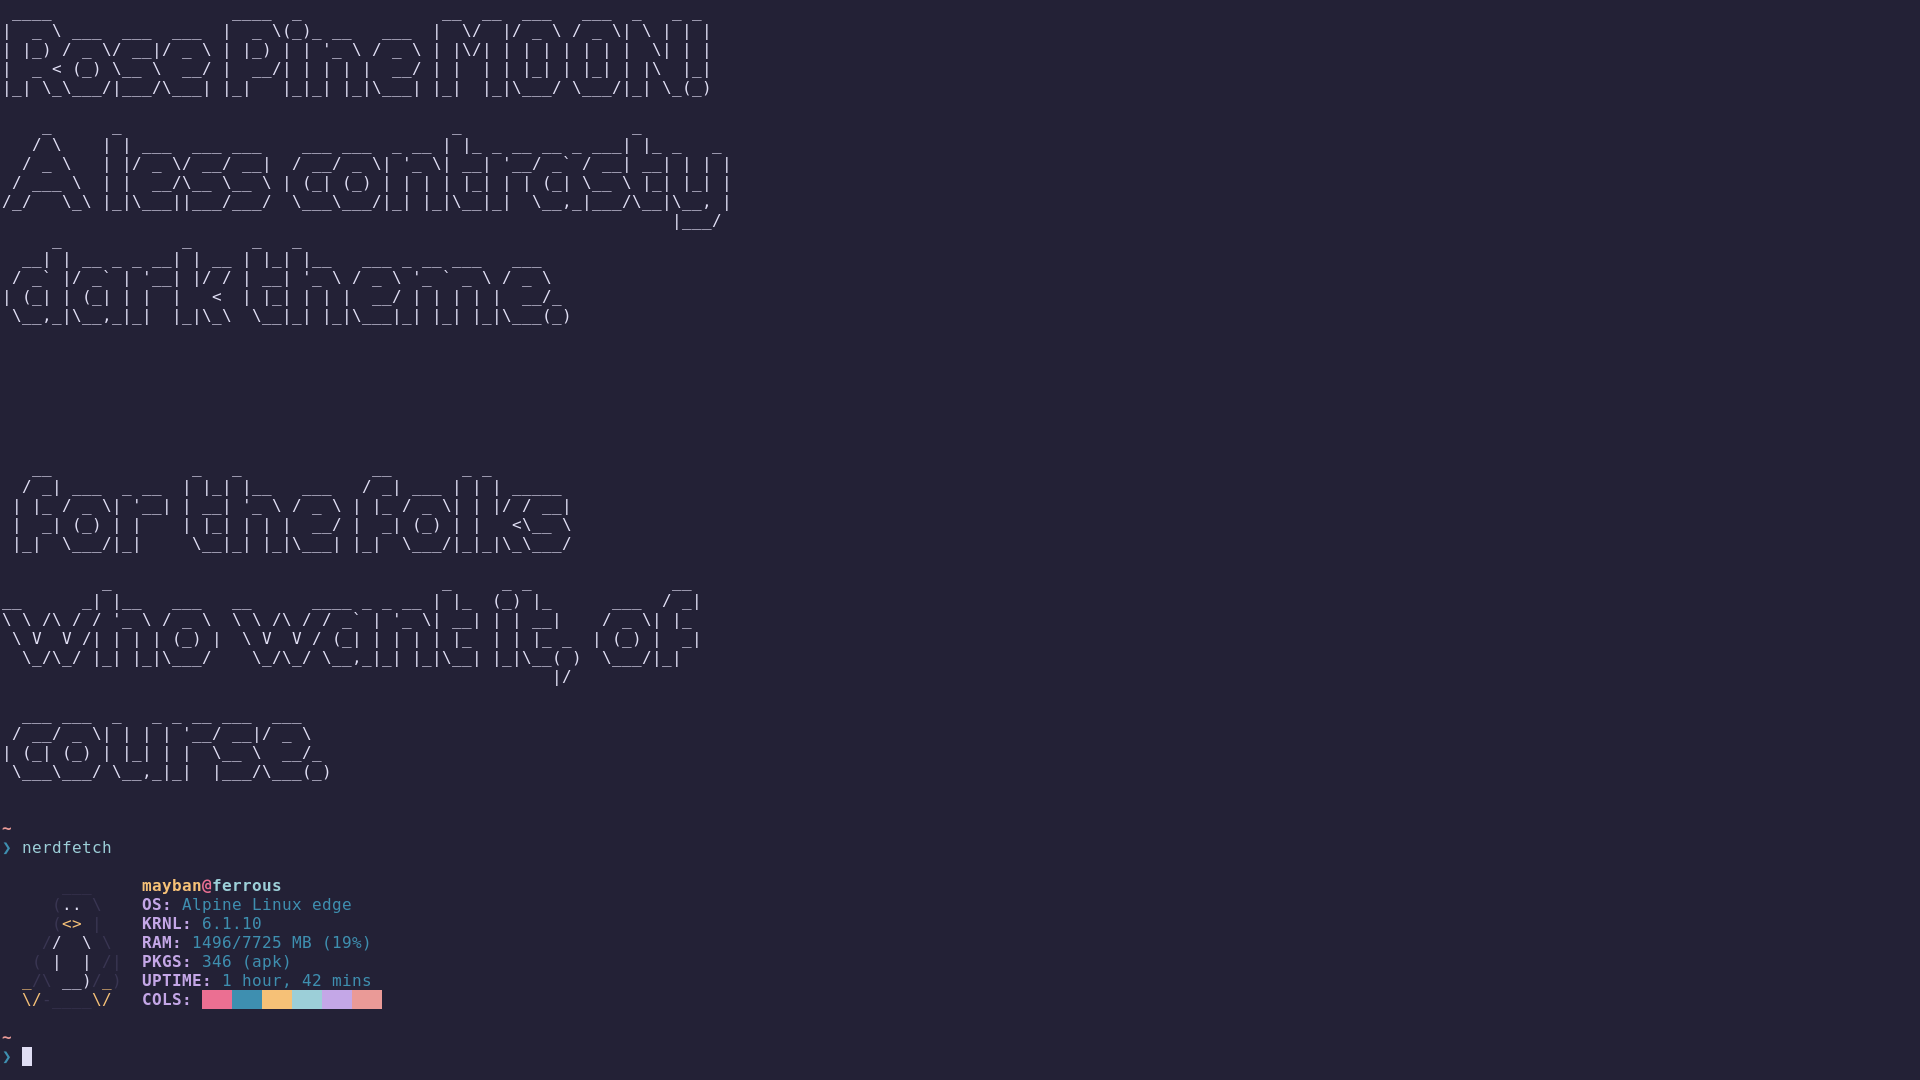 Rose Pine MOON!
A less contrasty
dark theme.
for the folks
who want it, of
course.
~
❯ nerdfetch
mayban@ferrous
OS: Alpine Linux edge
KRNL: 6.1.10
RAM: 1496/7725 MB (19%)
PKGS: 346 (apk)
UPTIME: 1 hour, 42 mins
COLS:
~
❯